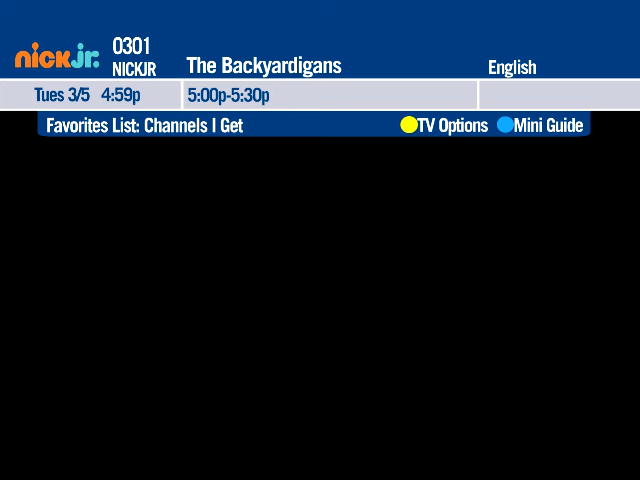 nick jr.
0301
NICKJR
The Backyardigans
English
Tues 3/5 4:59p
5:00p-5:30p
Favorites List: Channels I Get
TV Options
Mini Guide